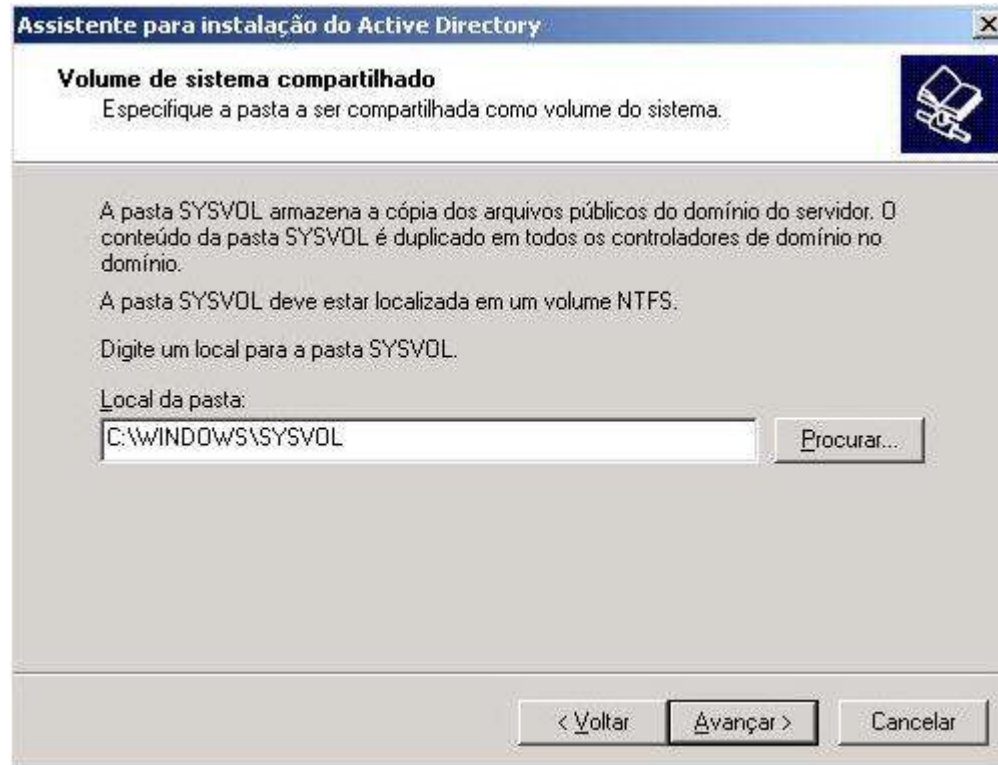 Assistente para instalação do Active Directory
Volume de sistema compartilhado
Especifique a pasta a ser compartilhada como volume do sistema.
A pasta SYSVOL armazena a cópia dos arquivos públicos do domínio do servidor. O
conteúdo da pasta SYSVOL é duplicado em todos os controladores de domínio no
domínio.
A pasta SYSVOL deve estar localizada em um volume NTFS.
Digite um local para a pasta SYSVOL.
Local da pasta:
C:\WINDOWS\SYSVOL
Procurar...
< Voltar
Avançar >
Cancelar